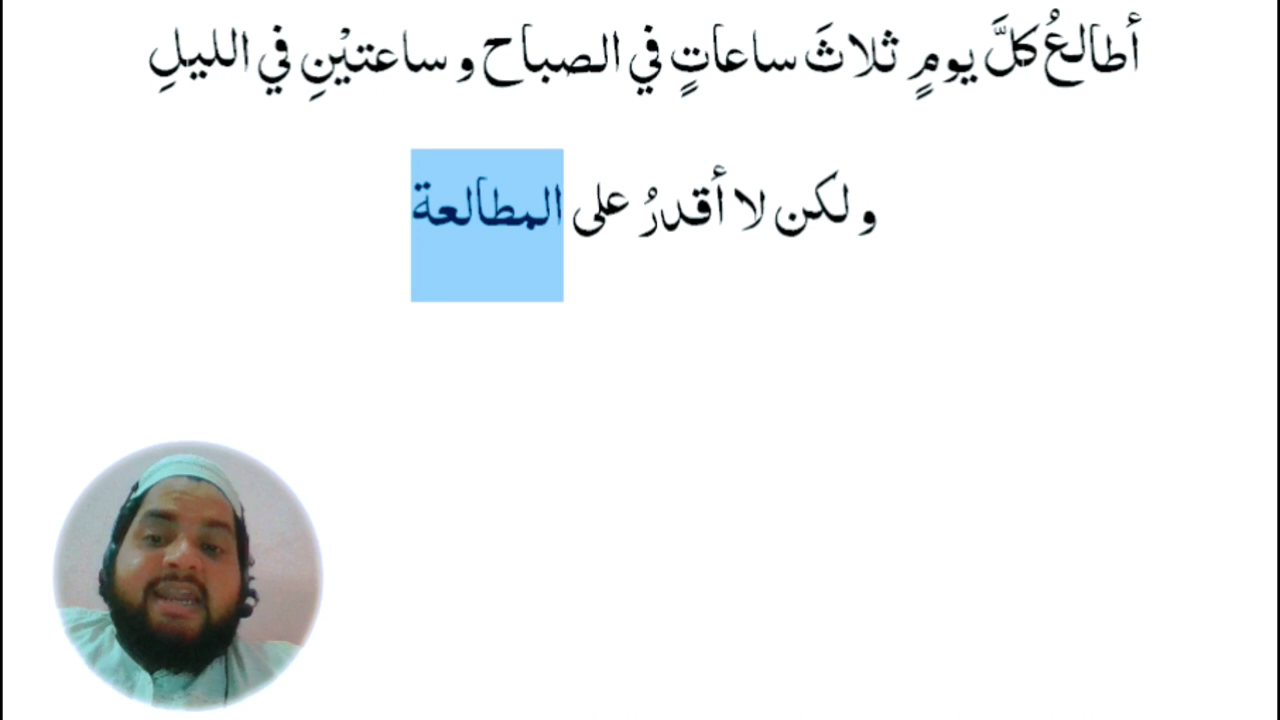 أطالعُ كلَّ يومٍ ثلاثَ ساعاتٍ في الصباح و ساعتيْنِ في الليلِ
و لكن لا أقدرُ على المطالعة